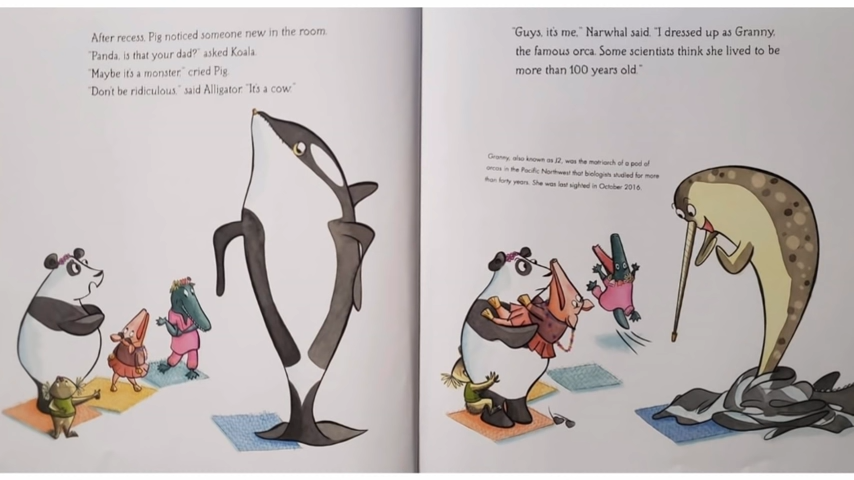 After recess, Pig noticed someone new in the room.
"Panda, is that your dad?" asked Koala.
"Maybe it's a monster," cried Pig.
"Don't be ridiculous," said Alligator. "It's a cow."
"Guys, it's me," Narwhal said. "I dressed up as Granny,
the famous orca. Some scientists think she lived to be
more than 100 years old."
Granny, also known as J2, was the matriarch of a pod of
orcas in the Pacific Northwest that biologists studied for more
than forty years. She was last sighted in October 2016.